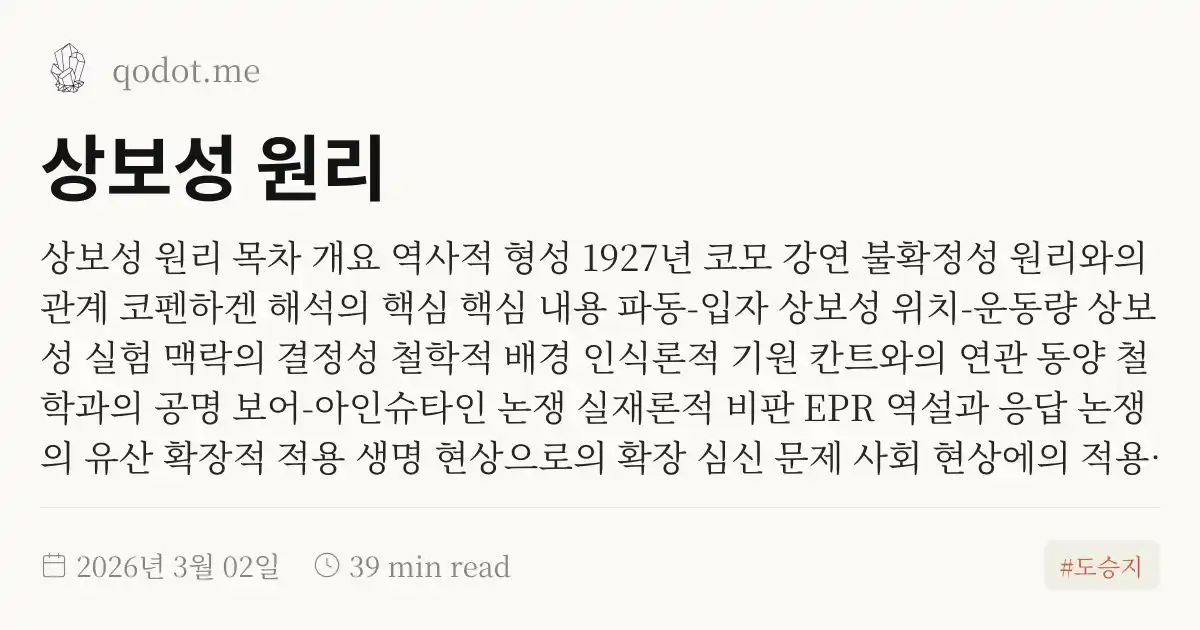 qodot.me
상보성 원리
상보성 원리 목차 개요 역사적 형성 1927년 코모 강연 불확정성 원리와의
관계 코펜하겐 해석의 핵심 핵심 내용 파동-입자 상보성 위치-운동량 상보
성 실험 맥락의 결정성 철학적 배경 인식론적 기원 칸트와의 연관 동양 철
학과의 공명 보어-아인슈타인 논쟁 실재론적 비판 EPR 역설과 응답 논쟁
의 유산 확장적 적용 생명 현상으로의 확장 심신 문제 사회 현상에의 적용·
2026년 3월 02일 39 min read #도승지